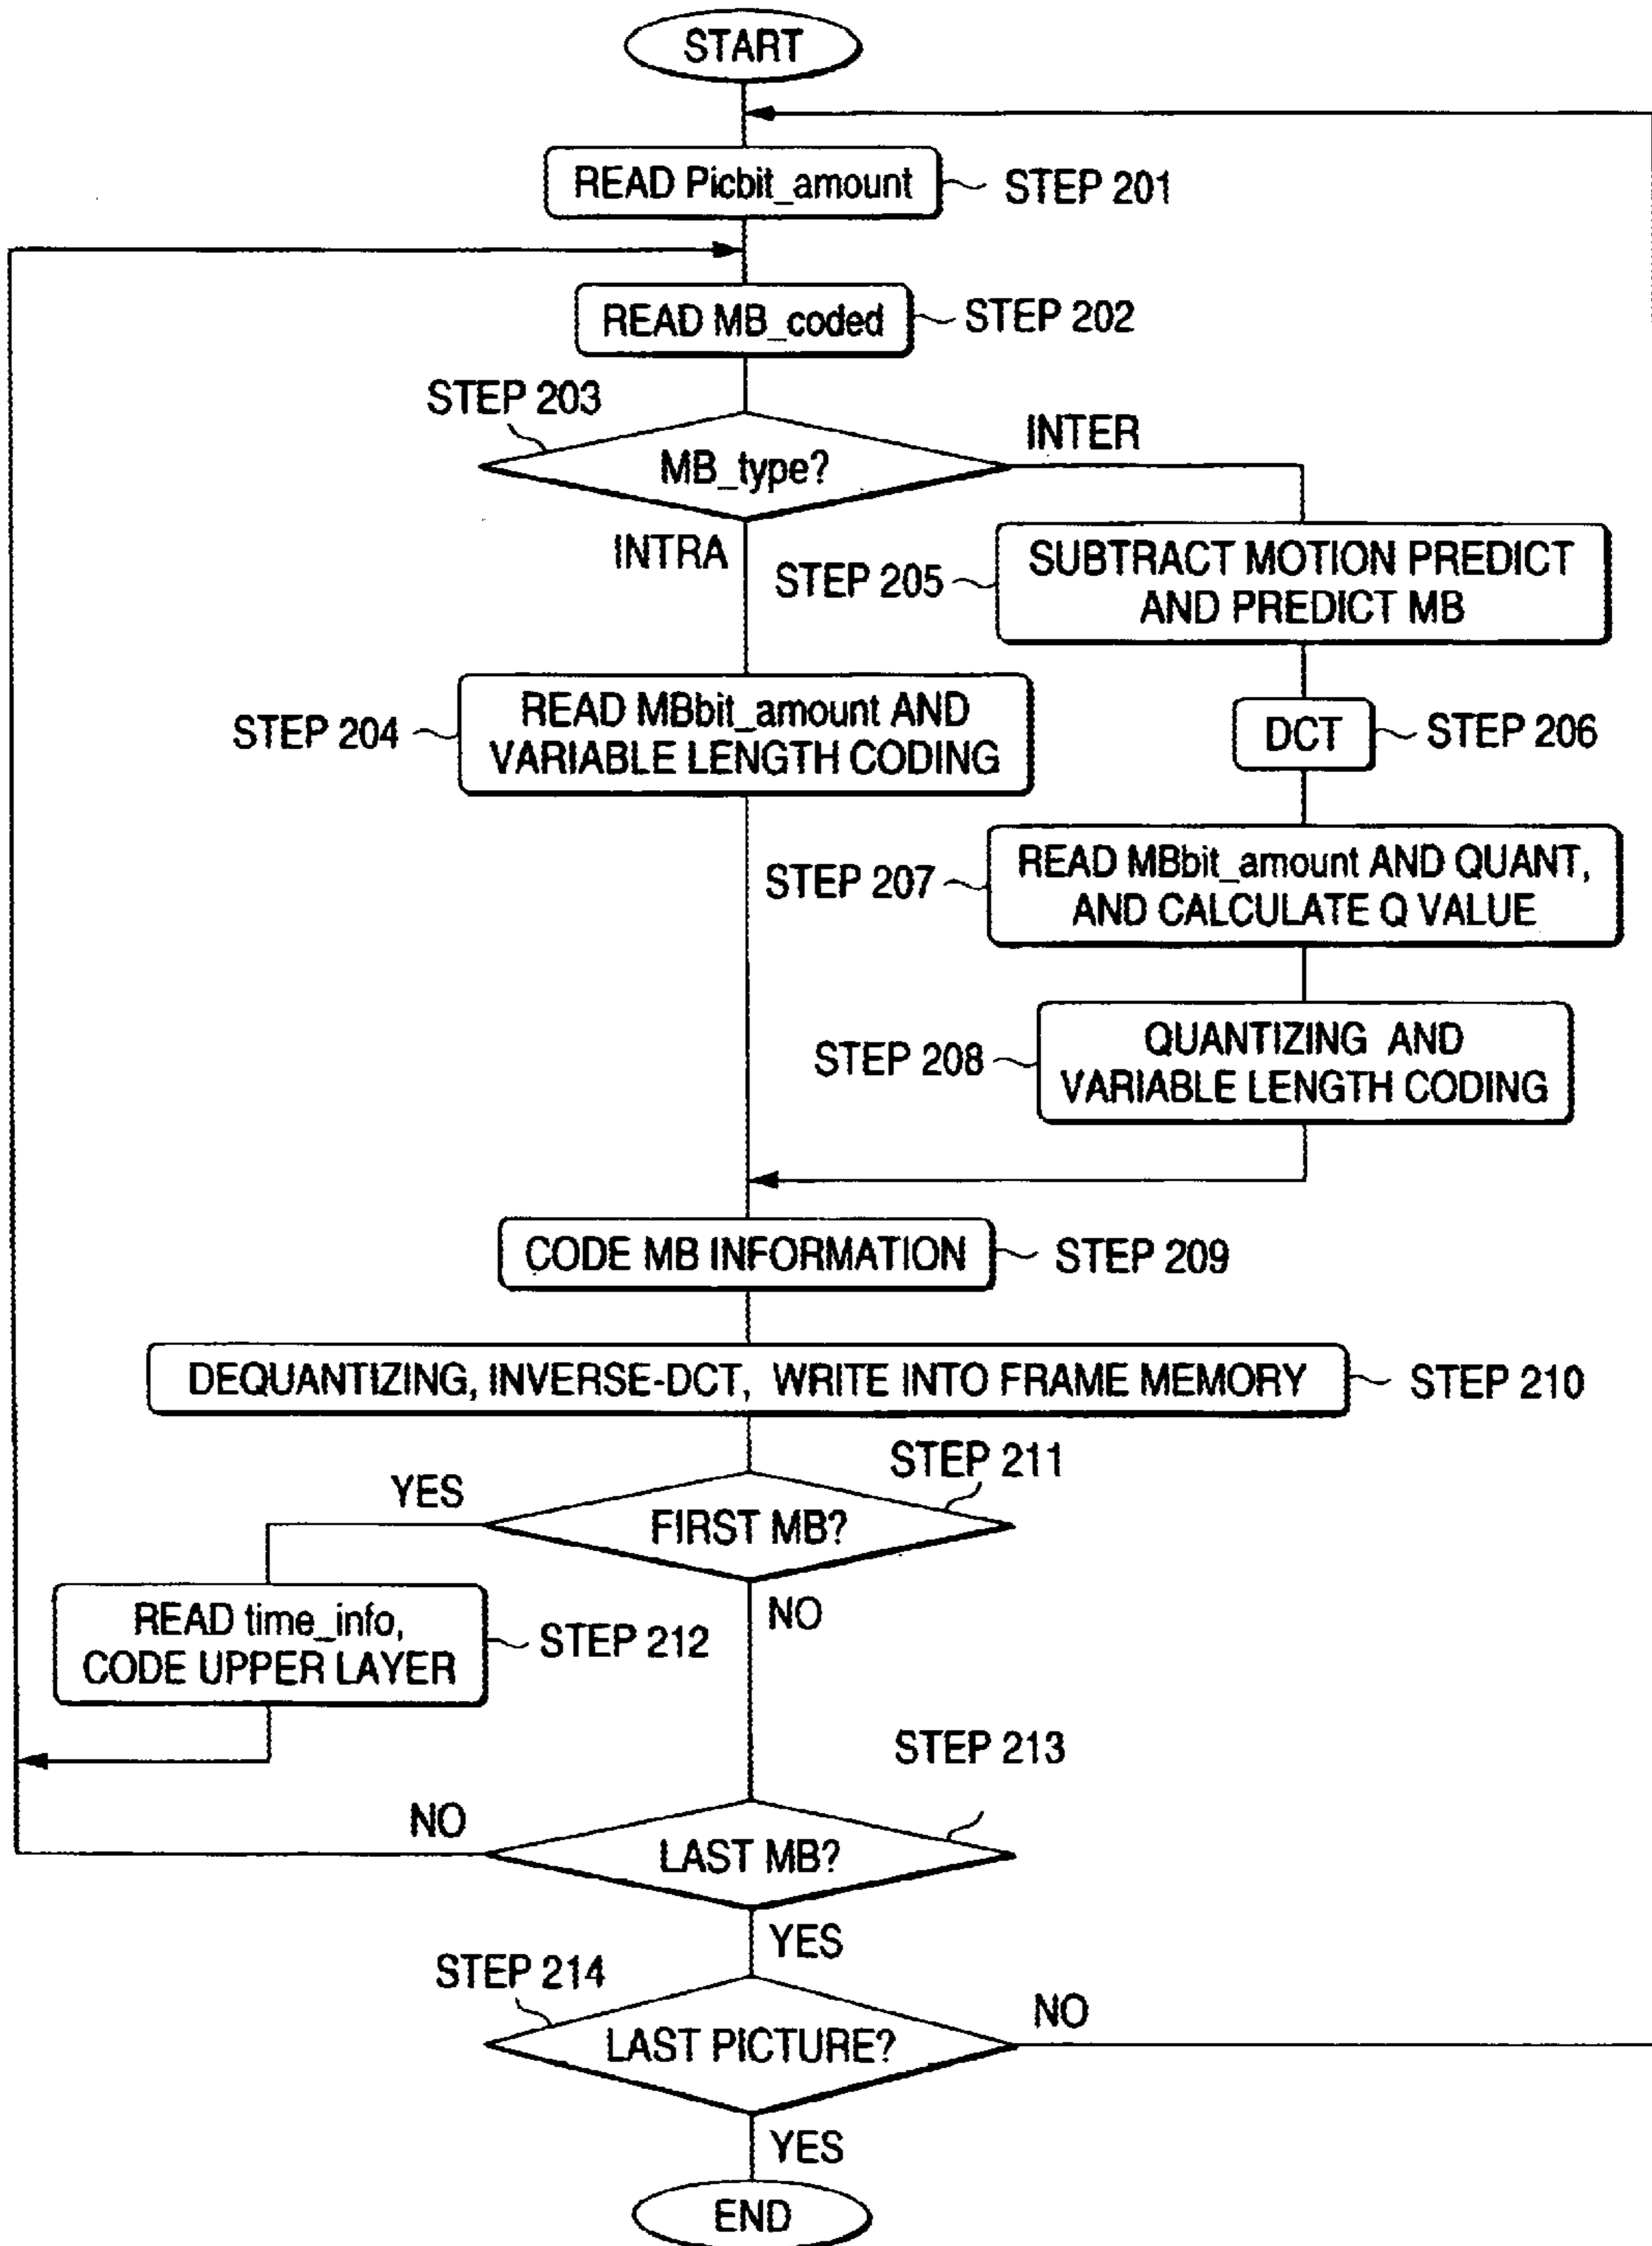 START
READ Picbit_amount
STEP 201
READ MB_coded
STEP 202
STEP 203
MB_type?
INTER
INTRA
STEP 205
SUBTRACT MOTION PREDICT
AND PREDICT MB
STEP 204
READ MBbit_amount AND
VARIABLE LENGTH CODING
DCT
STEP 206
STEP 207
READ MBbit_amount AND QUANT,
AND CALCULATE Q VALUE
STEP 208
QUANTIZING AND
VARIABLE LENGTH CODING
CODE MB INFORMATION
STEP 209
DEQUANTIZING, INVERSE-DCT, WRITE INTO FRAME MEMORY
STEP 210
STEP 211
YES
FIRST MB?
NO
READ time_info,
CODE UPPER LAYER
STEP 212
STEP 213
NO
LAST MB?
YES
STEP 214
LAST PICTURE?
NO
YES
END